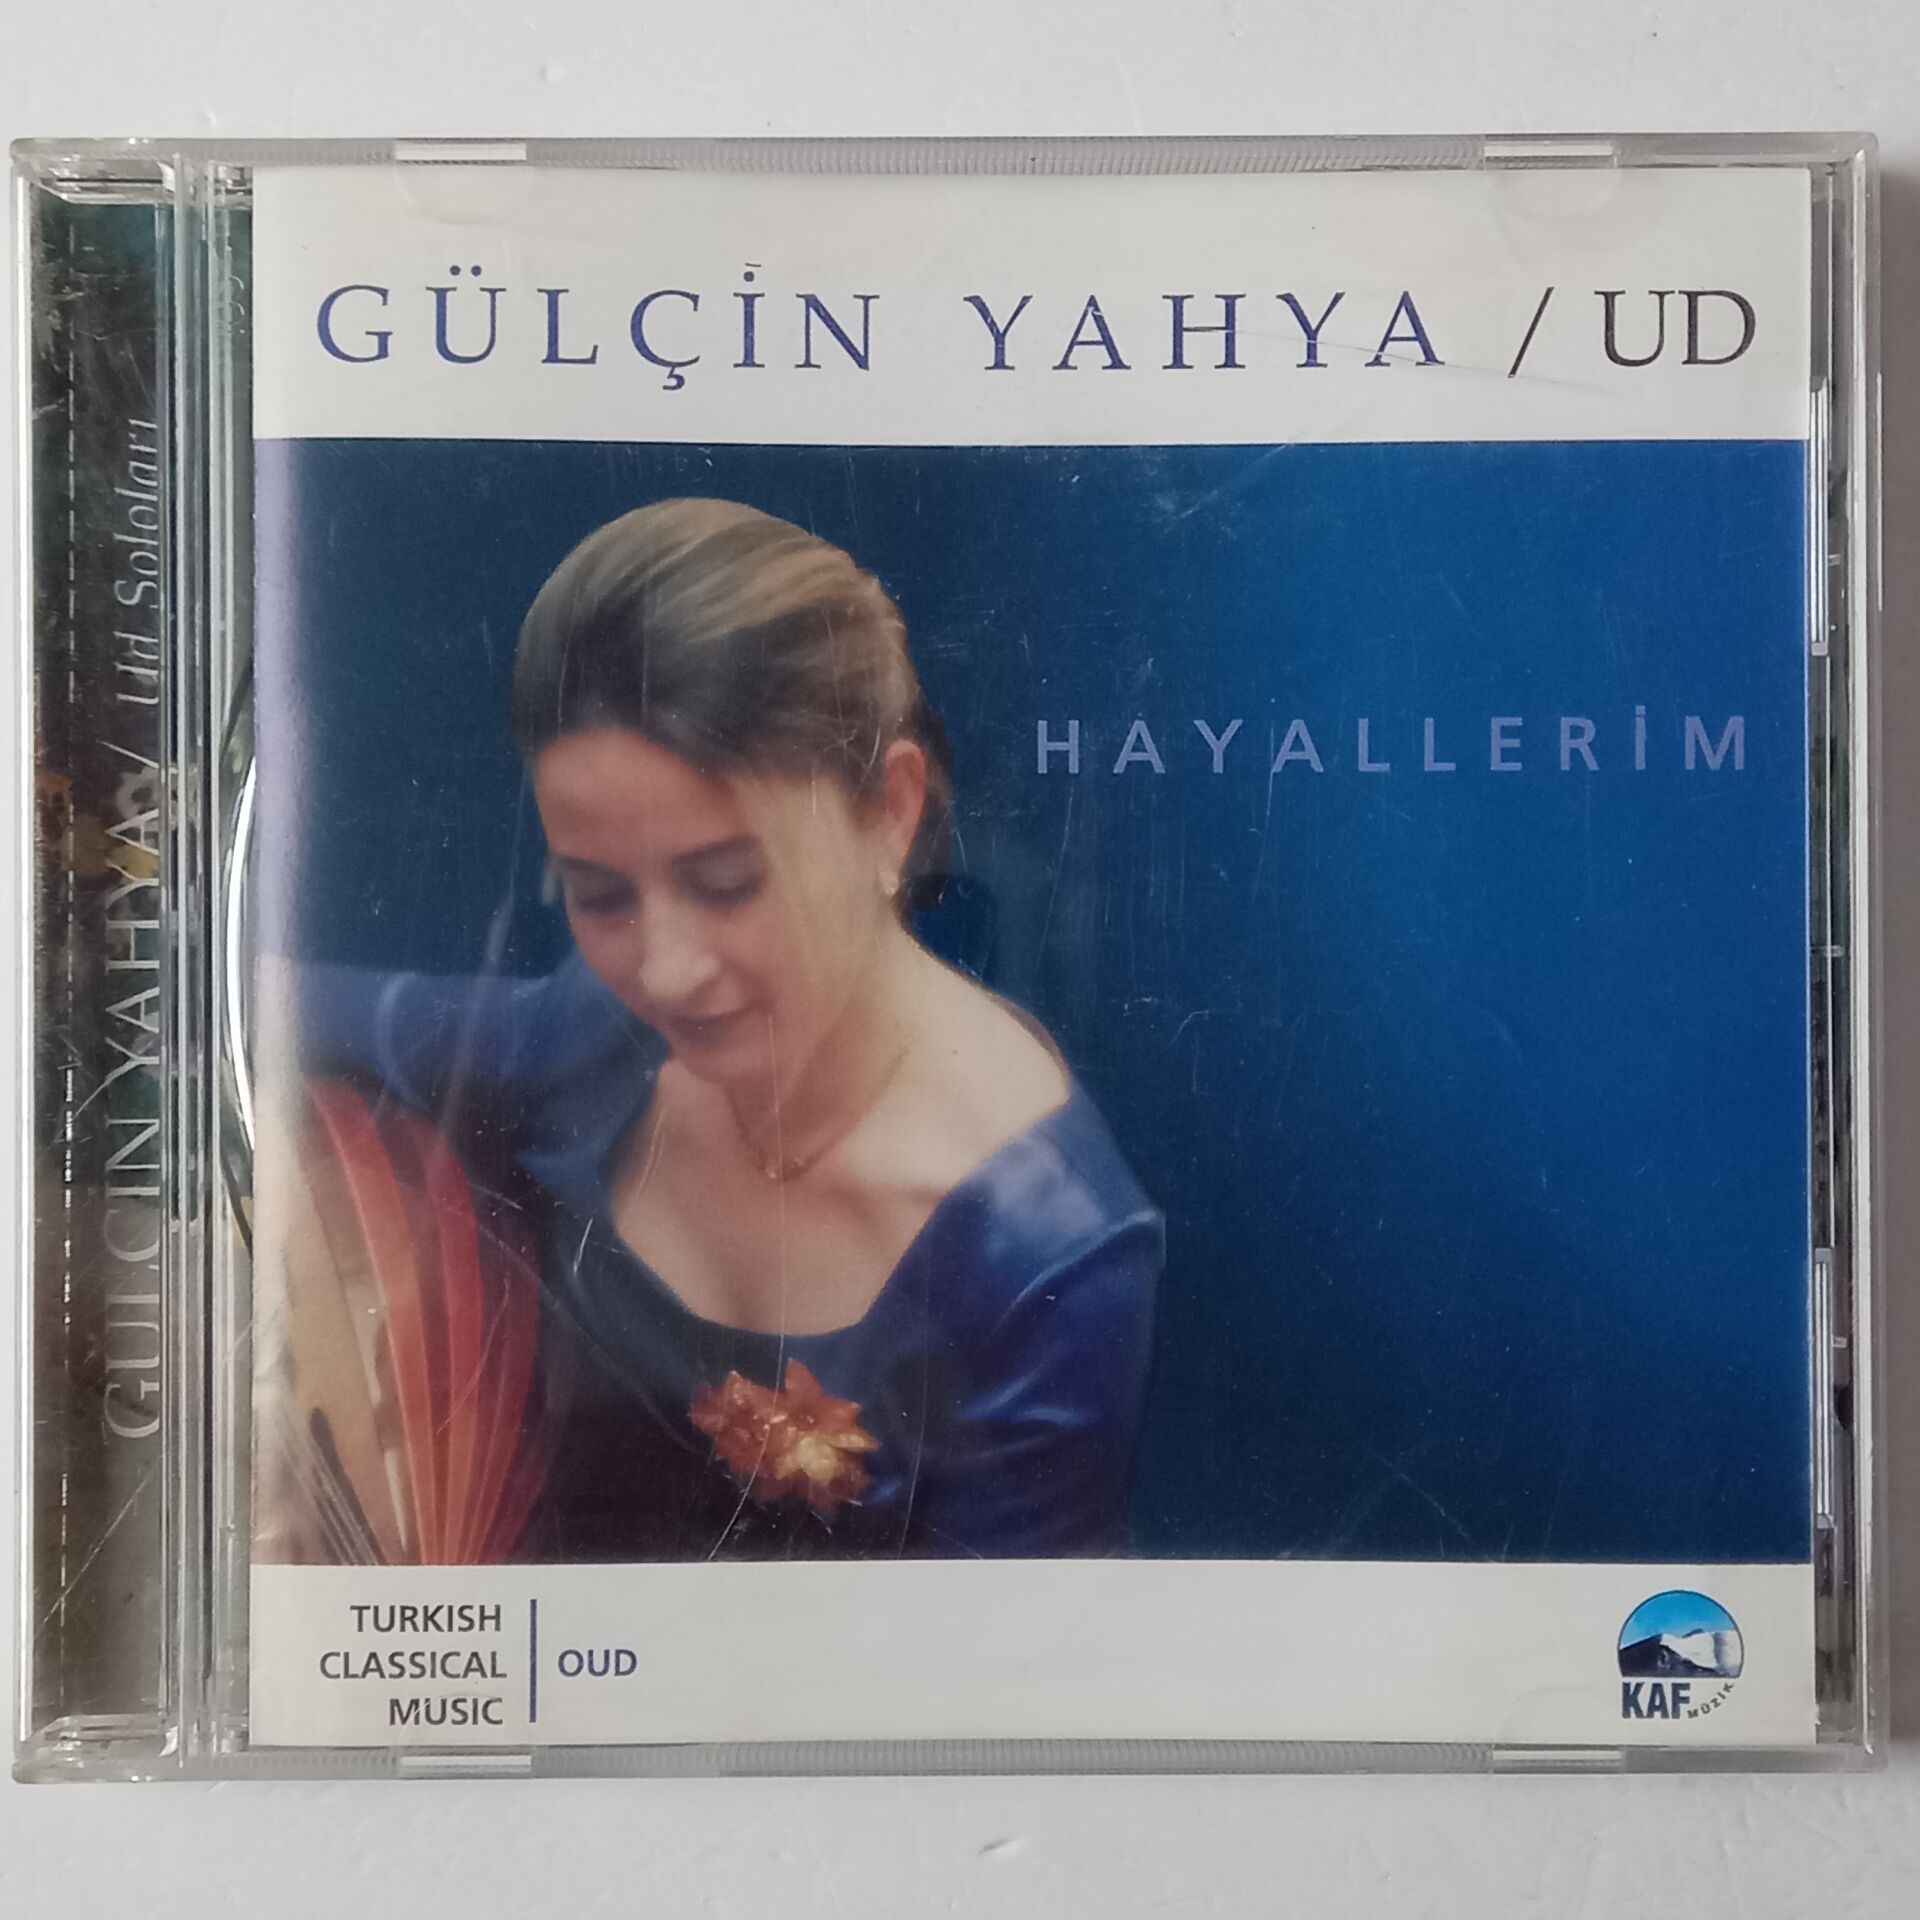 GÜLÇİN YAHYA / UD
HAYALLERİM
TURKISH
CLASSICAL
MUSIC
OUD
KAF
MÜZİK
GÜLÇİN YAHYA / Ud Soloları